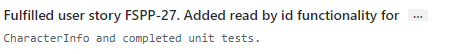 Fulfilled user story FSPP-27. Added read by id functionality for ...
CharacterInfo and completed unit tests.